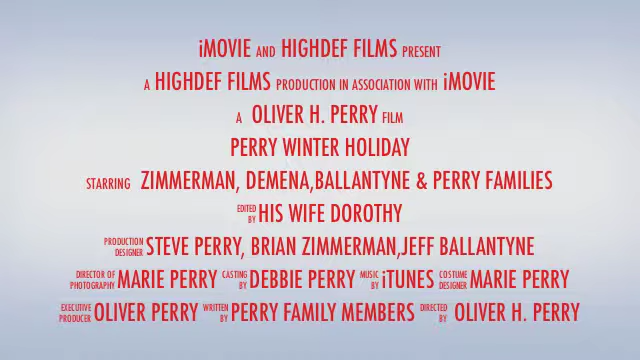 iMOVIE AND HIGHDEF FILMS PRESENT
A HIGHDEF FILMS PRODUCTION IN ASSOCIATION WITH iMOVIE
A OLIVER H. PERRY FILM
PERRY WINTER HOLIDAY
STARRING ZIMMERMAN, DEMENA,BALLANTYNE & PERRY FAMILIES
EDITED BY HIS WIFE DOROTHY
PRODUCTION DESIGNER STEVE PERRY, BRIAN ZIMMERMAN,JEFF BALLANTYNE
DIRECTOR OF PHOTOGRAPHY MARIE PERRY CASTING BY DEBBIE PERRY MUSIC BY iTUNES COSTUME DESIGNER MARIE PERRY
EXECUTIVE PRODUCER OLIVER PERRY WRITTEN BY PERRY FAMILY MEMBERS DIRECTED BY OLIVER H. PERRY